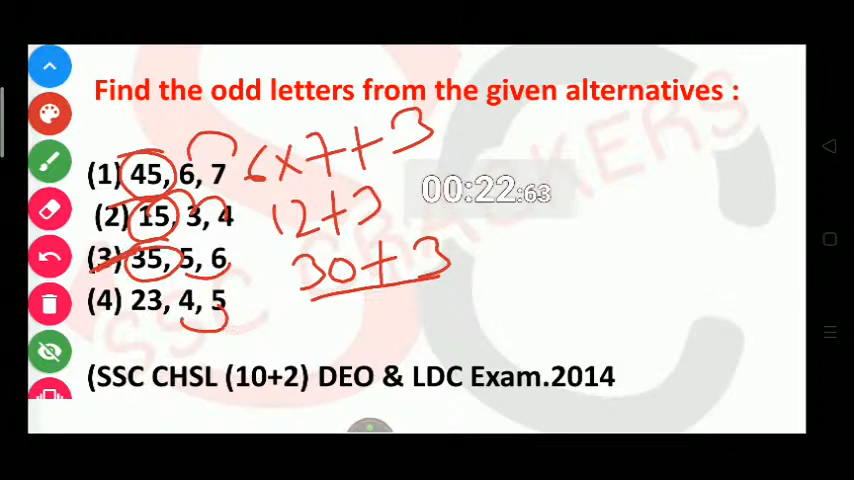 Find the odd letters from the given alternatives :
(1) 45, 6, 7 6×7+3
00:22:63
(2) 15, 3, 4 12+3
(3) 35, 5, 6 30+3
(4) 23, 4, 5
(SSC CHSL (10+2) DEO & LDC Exam.2014
SSC CRACKERS